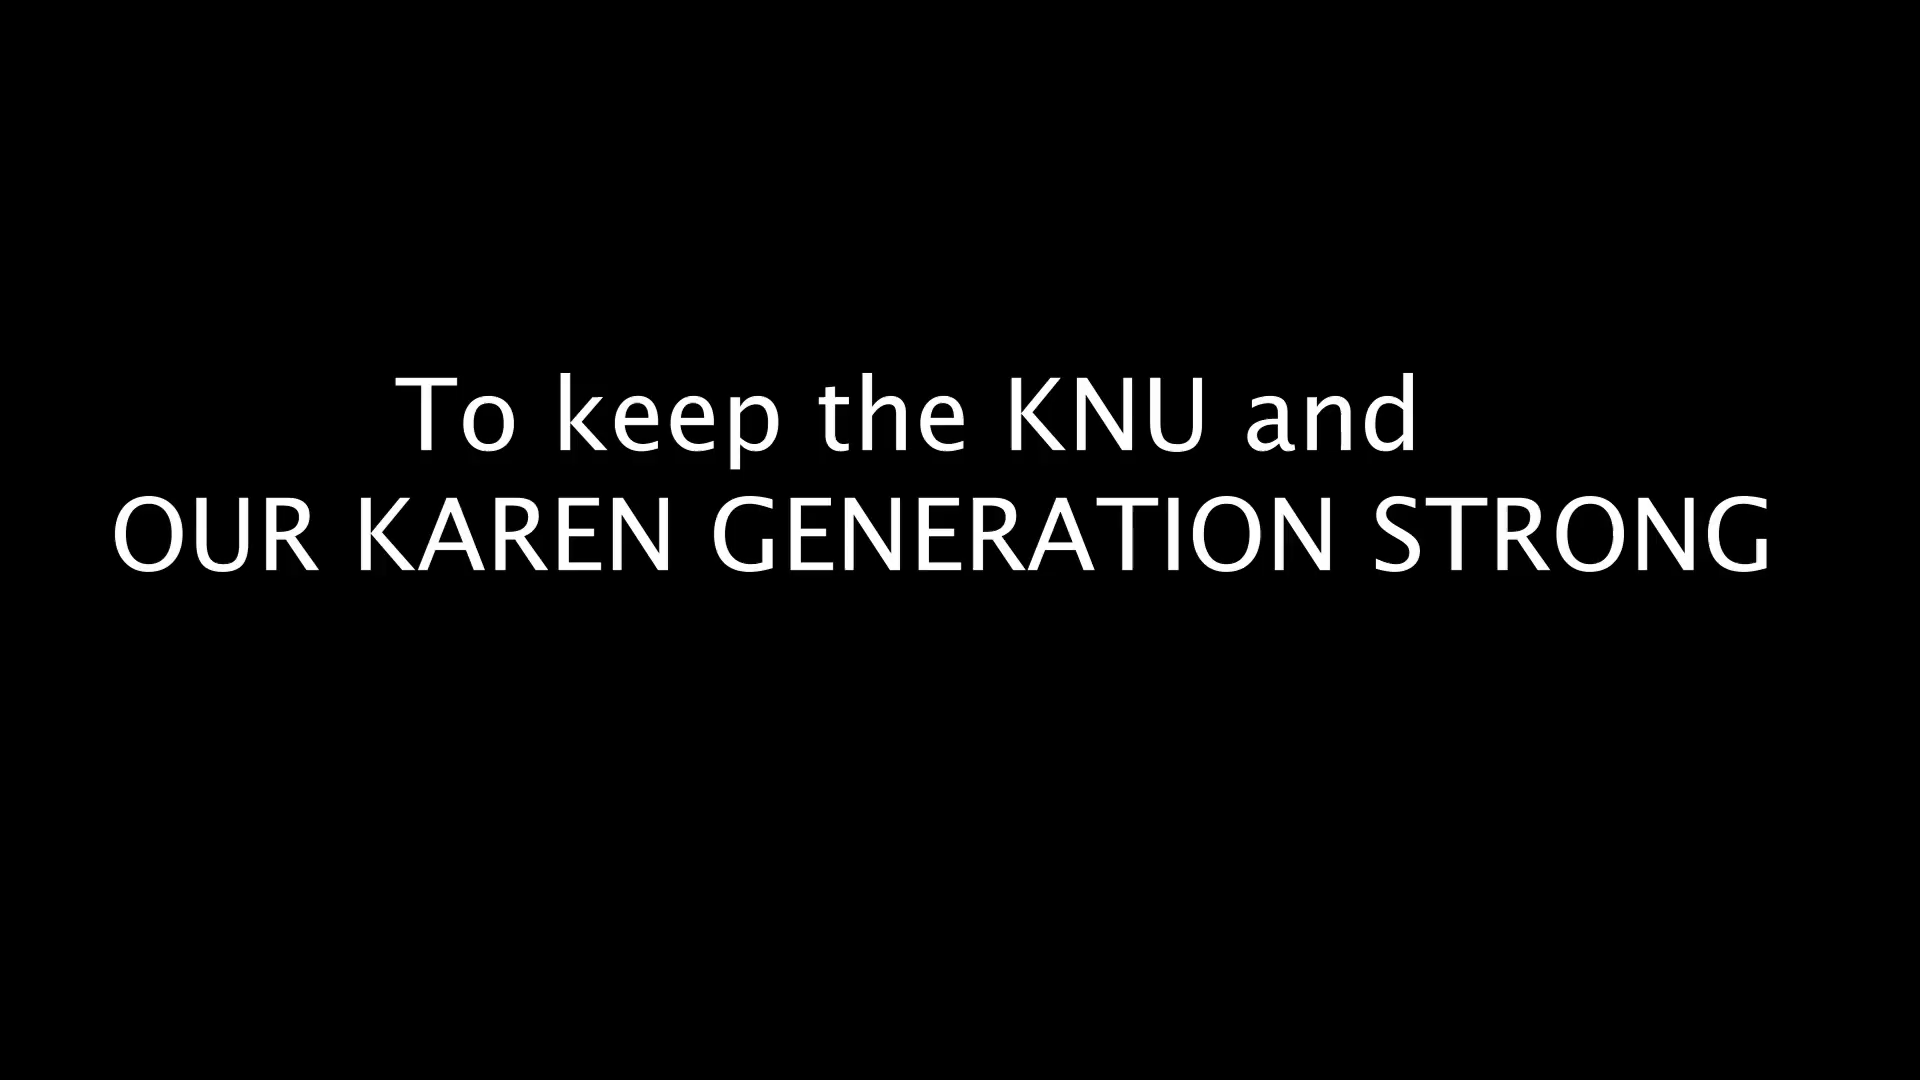 To keep the KNU and
OUR KAREN GENERATION STRONG